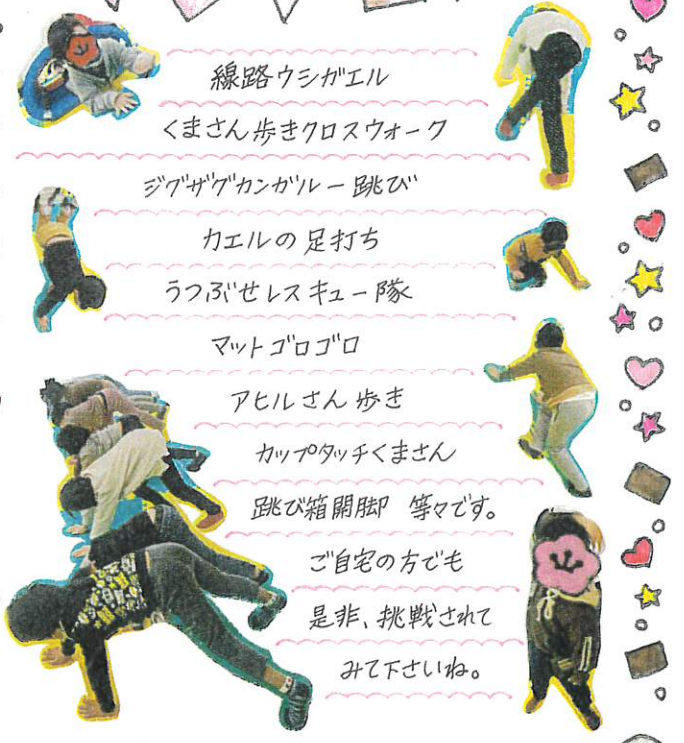 線路ウシガエル
くまさん歩きクロスウォーク
ジグザグカンガルー跳び
カエルの足打ち
うつぶせレスキュー隊
マットゴロゴロ
アヒルさん歩き
カップタッチくまさん
跳び箱開脚 等々です。
ご自宅の方でも
是非、挑戦されて
みて下さいね。